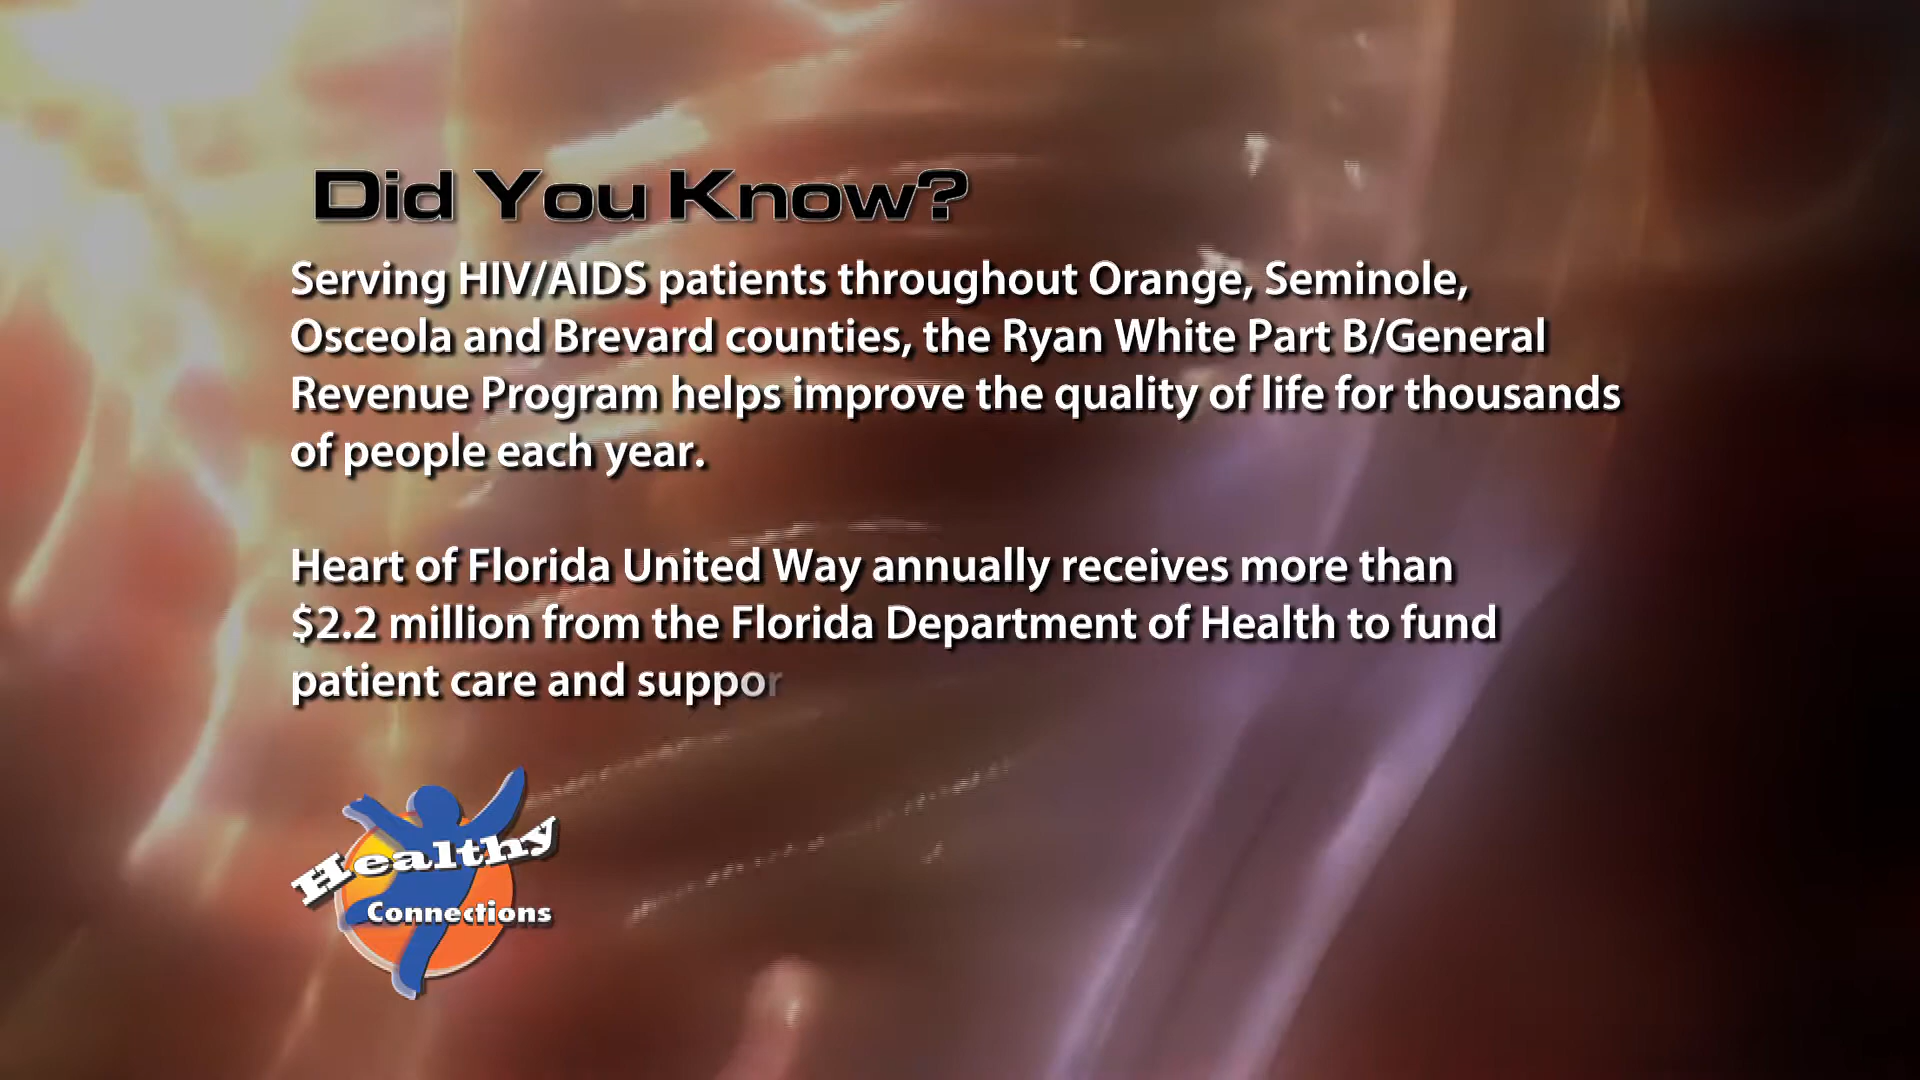 Did You Know?
Serving HIV/AIDS patients throughout Orange, Seminole,
Osceola and Brevard counties, the Ryan White Part B/General
Revenue Program helps improve the quality of life for thousands
of people each year.
Heart of Florida United Way annually receives more than
$2.2 million from the Florida Department of Health to fund
patient care and suppor
Healthy
Connections